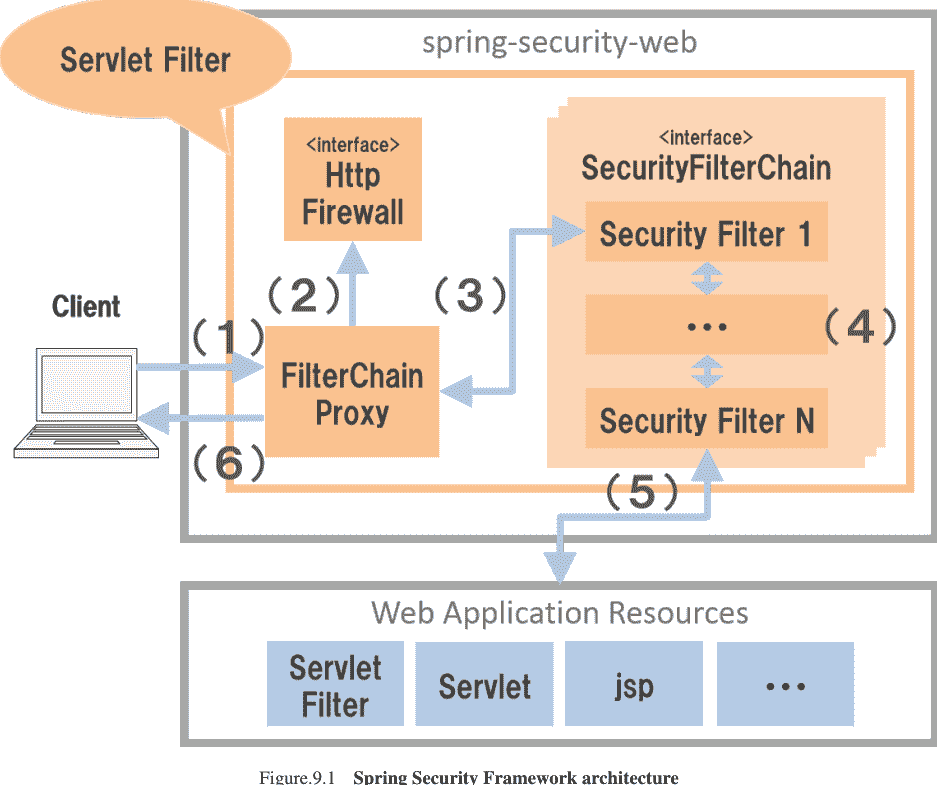 spring-security-web
Servlet Filter
<interface>
Http
Firewall
<interface>
SecurityFilterChain
Security Filter 1
...
Security Filter N
Client
(1)
(2)
(3)
(4)
FilterChain
Proxy
(6)
(5)
Web Application Resources
Servlet
Filter
Servlet
jsp
...
Figure.9.1 Spring Security Framework architecture